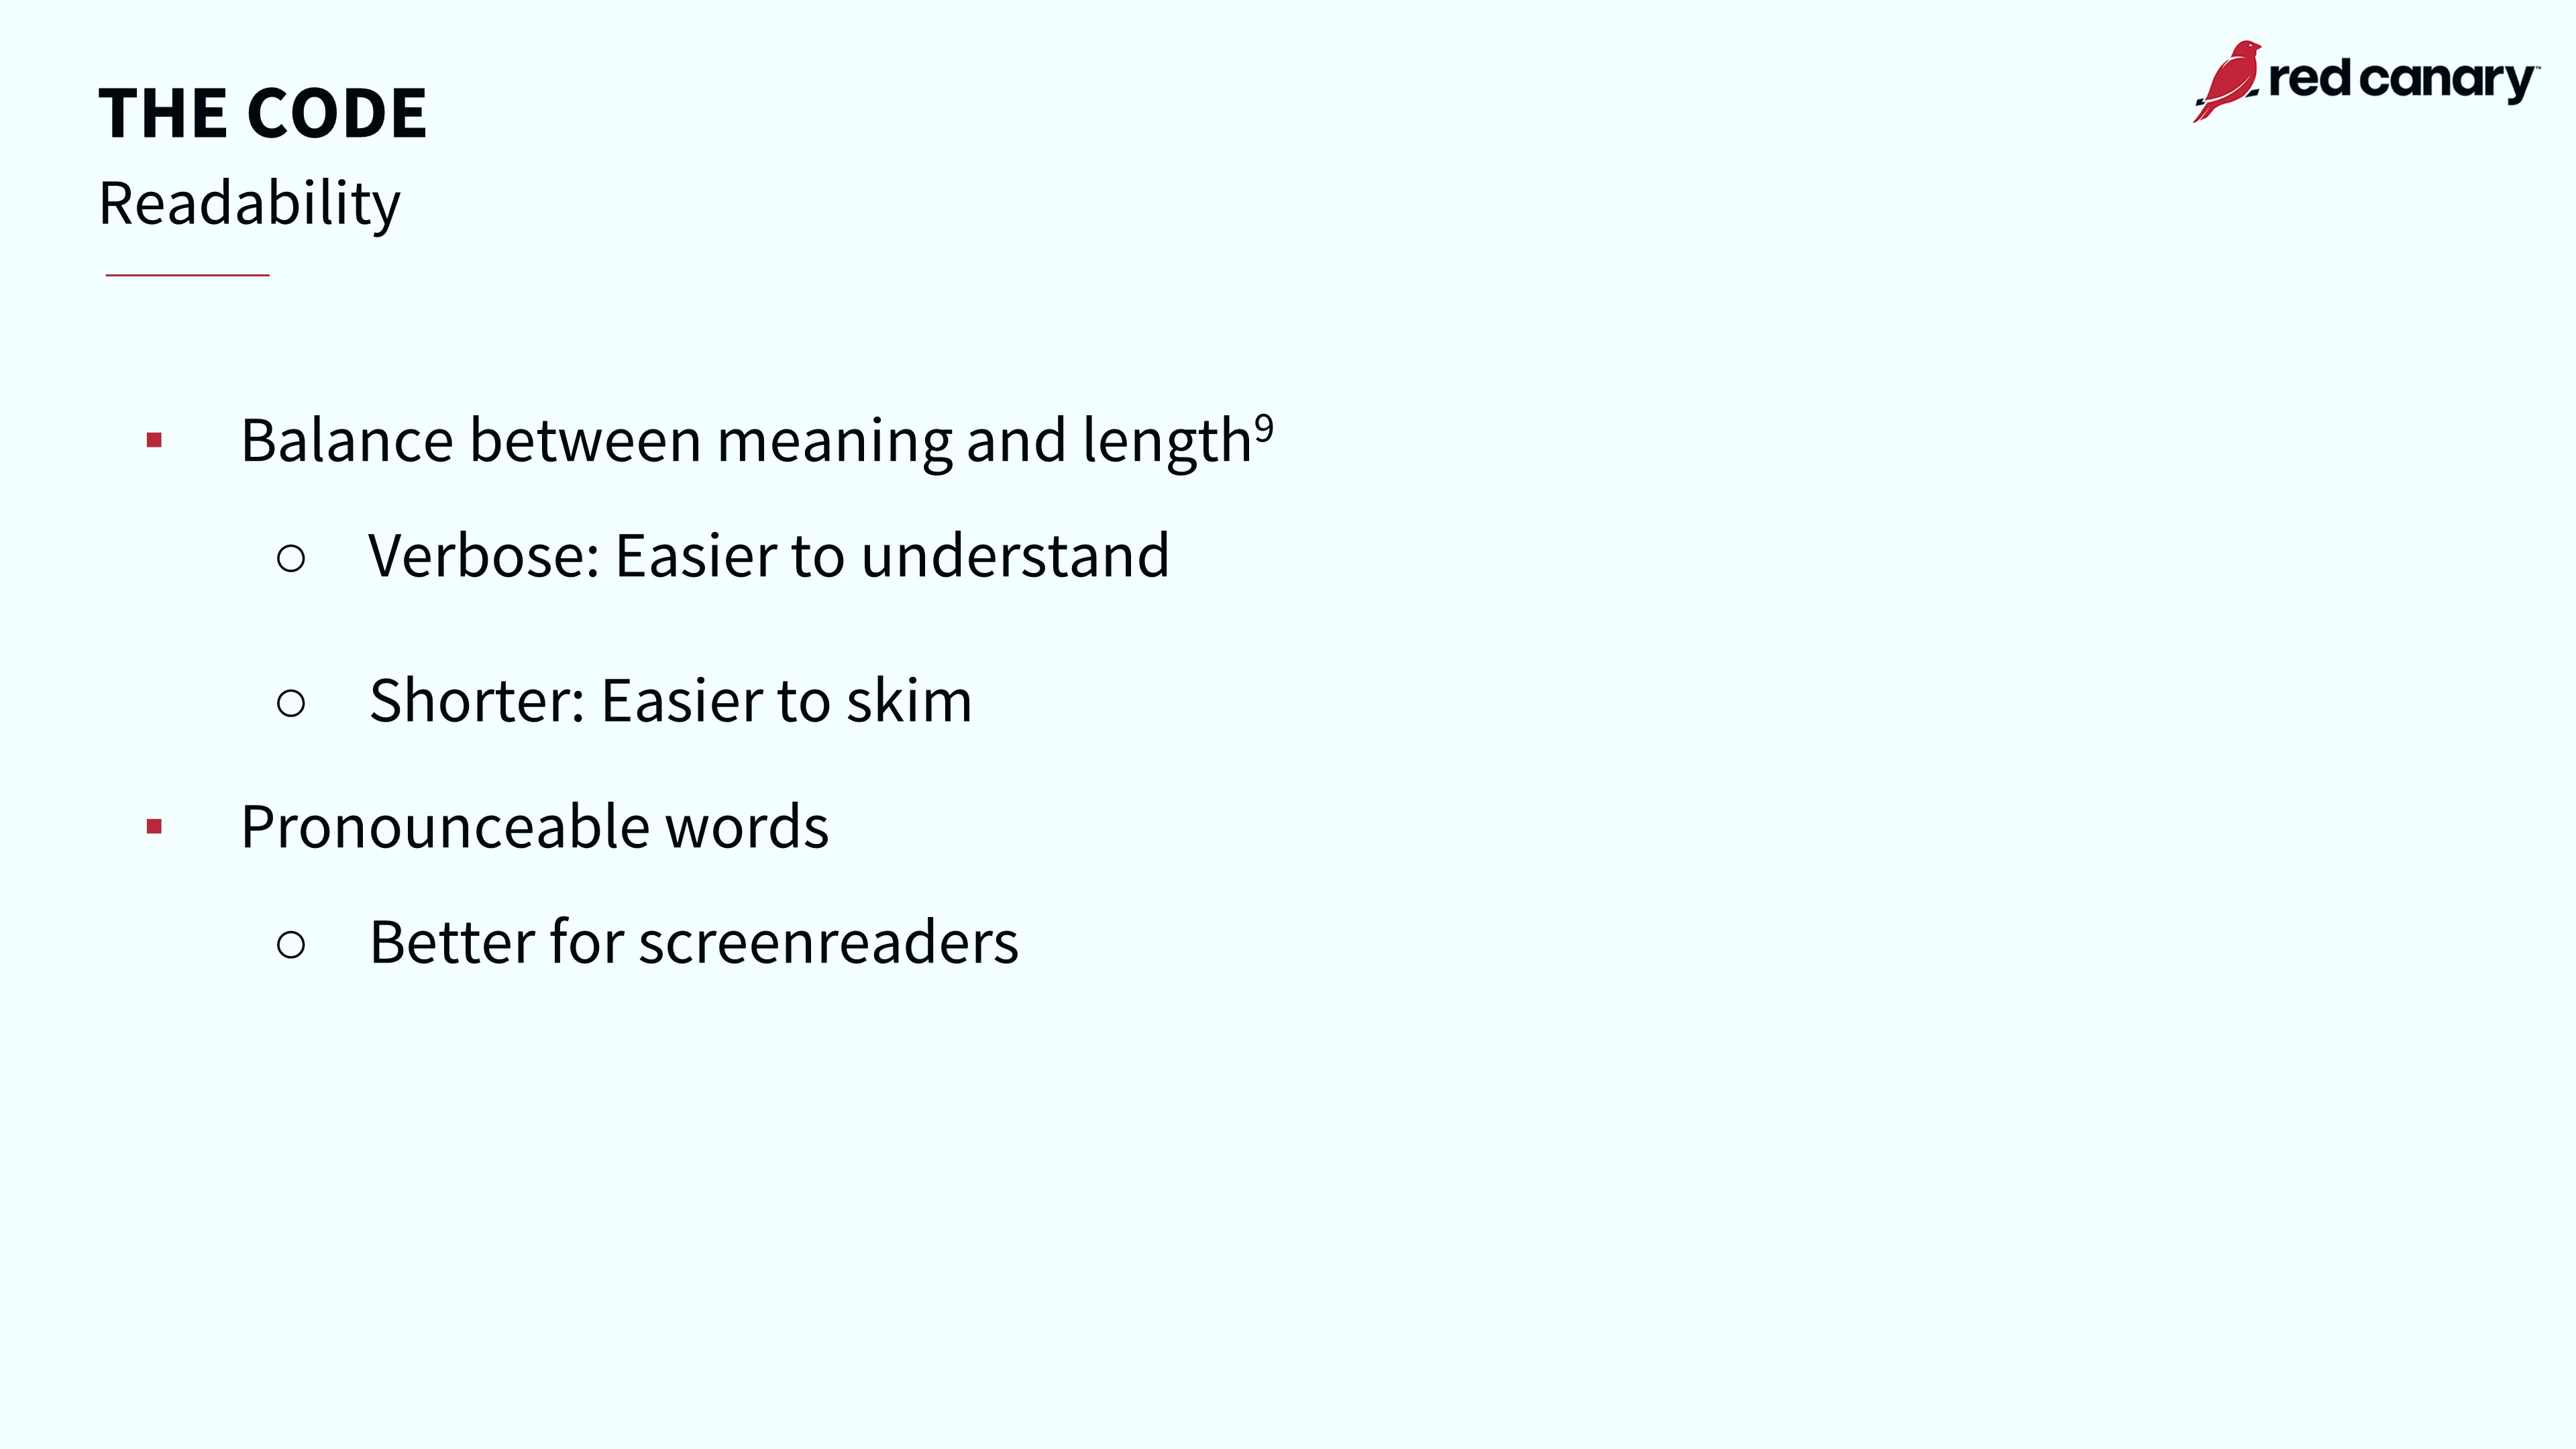 THE CODE
Readability
red canary™
▪ Balance between meaning and length⁹
○ Verbose: Easier to understand
○ Shorter: Easier to skim
▪ Pronounceable words
○ Better for screenreaders